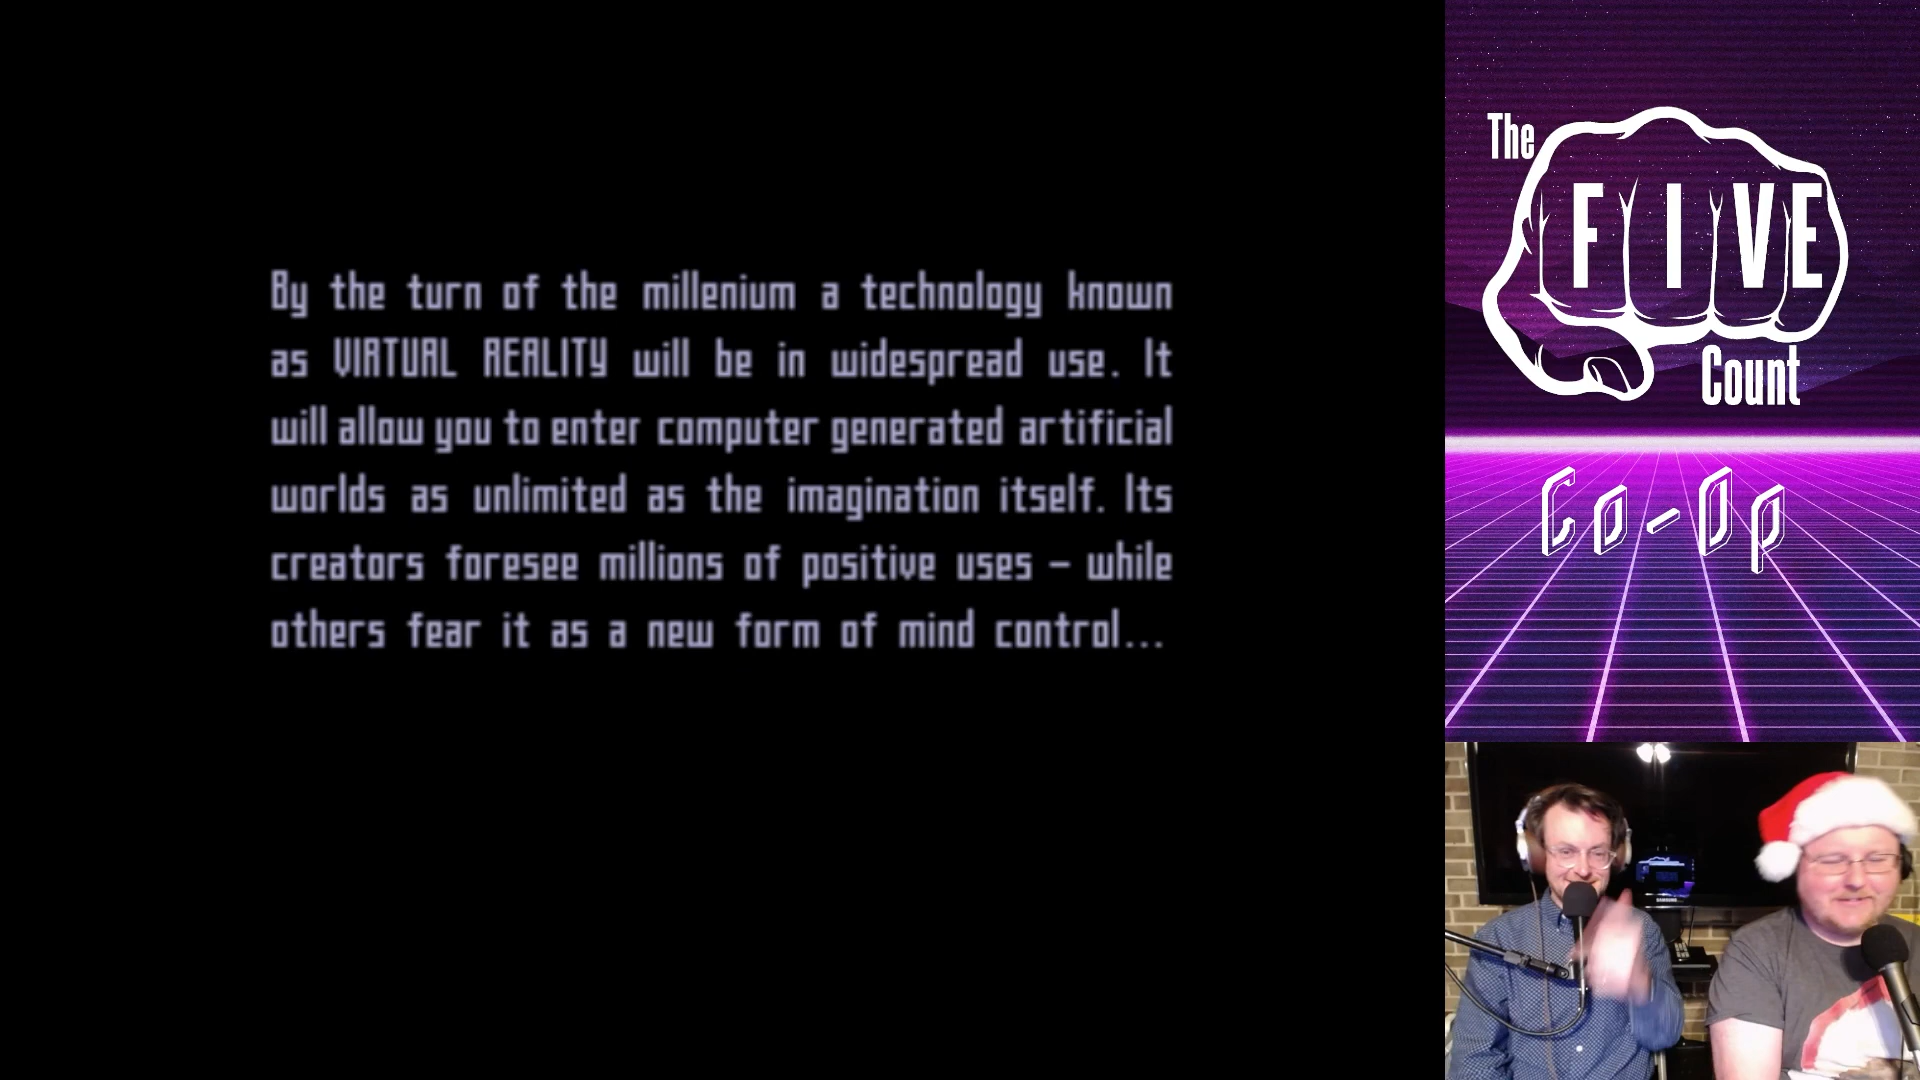 By the turn of the millenium a technology known
as VIRTUAL REALITY will be in widespread use. It
will allow you to enter computer generated artificial
worlds as unlimited as the imagination itself. Its
creators foresee millions of positive uses – while
others fear it as a new form of mind control...
The
FIVE
Count
Co-Op
SAMSUNG